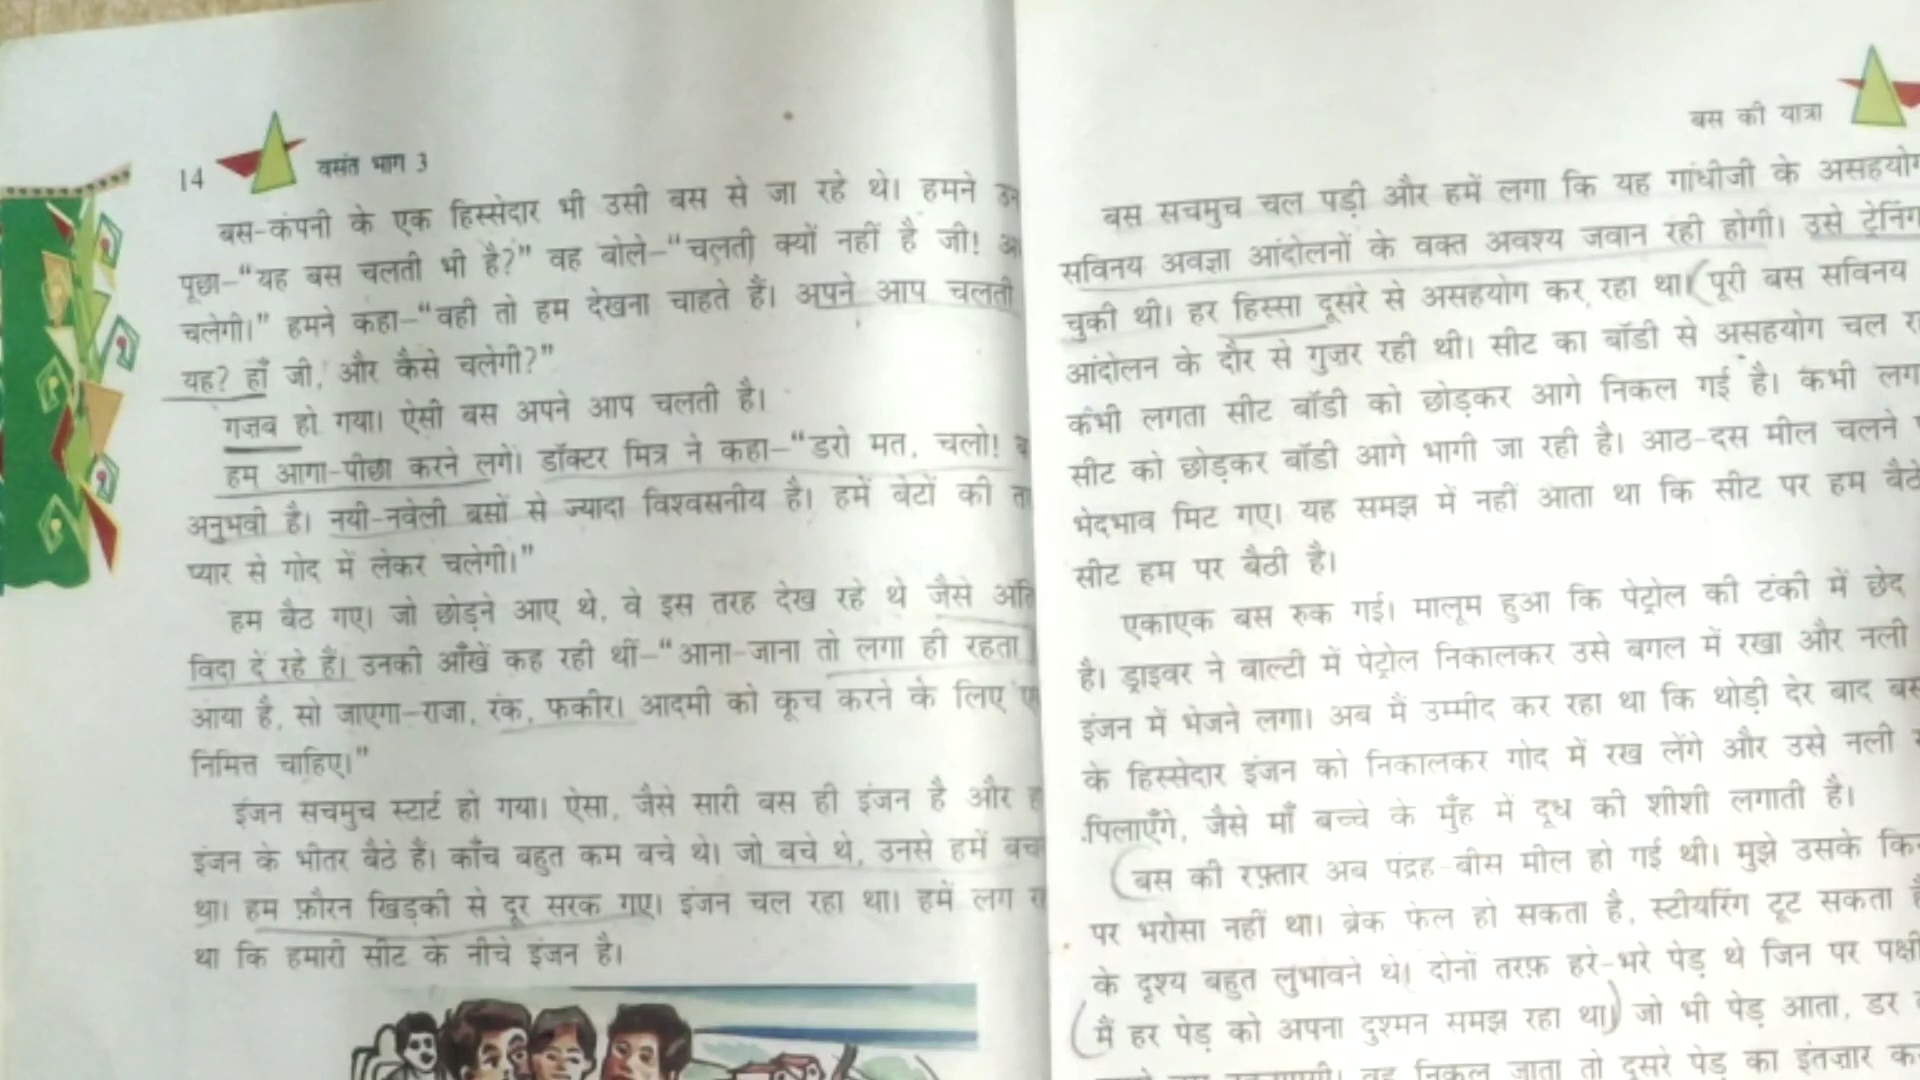 14
वसंत भाग 3
बस-कंपनी के एक हिस्सेदार भी उसी बस से जा रहे थे। हमने
पूछा-“यह बस चलती भी है?” वह बोले-“चलती क्यों नहीं है जी!
चलेगी।” हमने कहा-“वही तो हम देखना चाहते हैं। अपने आप चलती
यह? हाँ जी, और कैसे चलेगी?”
गज़ब हो गया। ऐसी बस अपने आप चलती है।
हम आगा-पीछा करने लगे। डॉक्टर मित्र ने कहा-“डरो मत, चलो!
अनुभवी है। नयी-नवेली बसों से ज्यादा विश्वसनीय है। हमें बेटों की
प्यार से गोद में लेकर चलेगी।”
हम बैठ गए। जो छोड़ने आए थे, वे इस तरह देख रहे थे जैसे
विदा दे रहे हैं। उनकी आँखें कह रही थीं-“आना-जाना तो लगा ही रहता
आया है, सो जाएगा-राजा, रंक, फकीर। आदमी को कूच करने के लिए
निमित्त चाहिए।”
इंजन सचमुच स्टार्ट हो गया। ऐसा, जैसे सारी बस ही इंजन है और
इंजन के भीतर बैठे हैं। काँच बहुत कम बचे थे। जो बचे थे, उनसे हमें
था। हम फ़ौरन खिड़की से दूर सरक गए। इंजन चल रहा था। हमें लग
था कि हमारी सीट के नीचे इंजन है।
बस की यात्रा
बस सचमुच चल पड़ी और हमें लगा कि यह गांधीजी के असहयोग
सविनय अवज्ञा आंदोलनों के वक्त अवश्य जवान रही होगी। उसे ट्रेनिंग
चुकी थी। हर हिस्सा दूसरे से असहयोग कर रहा था। पूरी बस सविनय
आंदोलन के दौर से गुज़र रही थी। सीट का बॉडी से असहयोग चल
कभी लगता सीट बॉडी को छोड़कर आगे निकल गई है। कभी
सीट को छोड़कर बॉडी आगे भागी जा रही है। आठ-दस मील चलने
भेदभाव मिट गए। यह समझ में नहीं आता था कि सीट पर हम बैठे
सीट हम पर बैठी है।
एकाएक बस रुक गई। मालूम हुआ कि पेट्रोल की टंकी में छेद
है। ड्राइवर ने बाल्टी में पेट्रोल निकालकर उसे बगल में रखा और नली
इंजन में भेजने लगा। अब मैं उम्मीद कर रहा था कि थोड़ी देर बाद बस
के हिस्सेदार इंजन को निकालकर गोद में रख लेंगे और उसे नली
पिलाएँगे, जैसे माँ बच्चे के मुँह में दूध की शीशी लगाती है।
बस की रफ़्तार अब पंद्रह-बीस मील हो गई थी। मुझे उसके
पर भरोसा नहीं था। ब्रेक फेल हो सकता है, स्टीयरिंग टूट सकता
के दृश्य बहुत लुभावने थे। दोनों तरफ़ हरे-भरे पेड़ थे जिन पर पक्षी
मैं हर पेड़ को अपना दुश्मन समझ रहा था। जो भी पेड़ आता, डर
निकल जाता तो दूसरे पेड़ का इंतज़ार